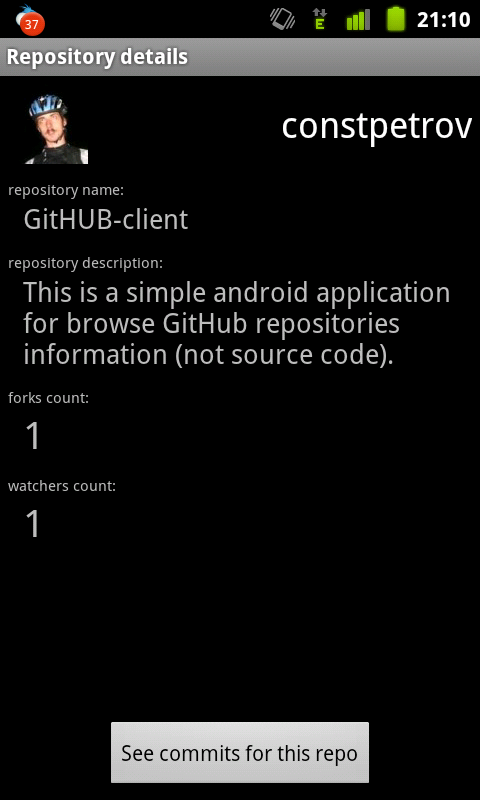 37
E
21:10
Repository details
constpetrov
repository name:
GitHUB-client
repository description:
This is a simple android application
for browse GitHub repositories
information (not source code).
forks count:
1
watchers count:
1
See commits for this repo